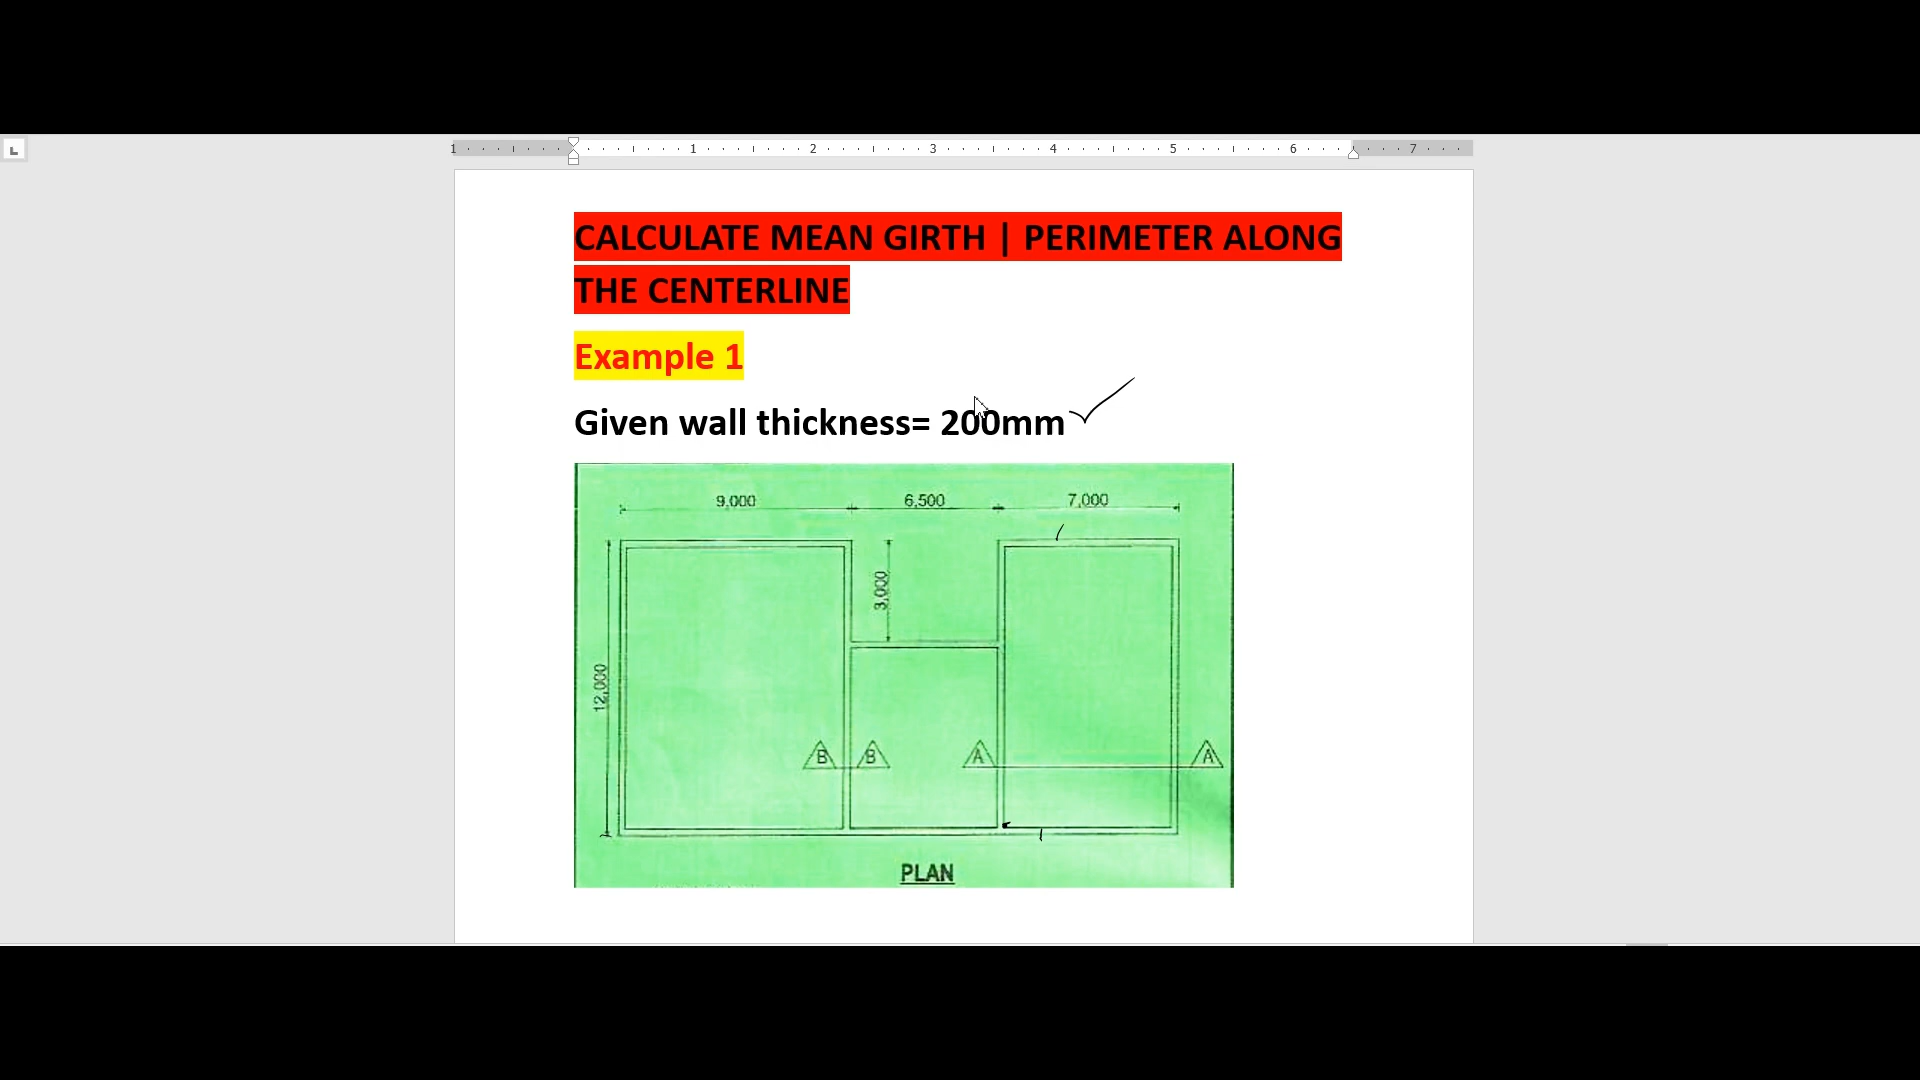 1 1 2 3 4 5 6 7
CALCULATE MEAN GIRTH | PERIMETER ALONG
THE CENTERLINE
Example 1
Given wall thickness= 200mm
9,000 6,500 7,000
3,000
12,000
B B A A
PLAN